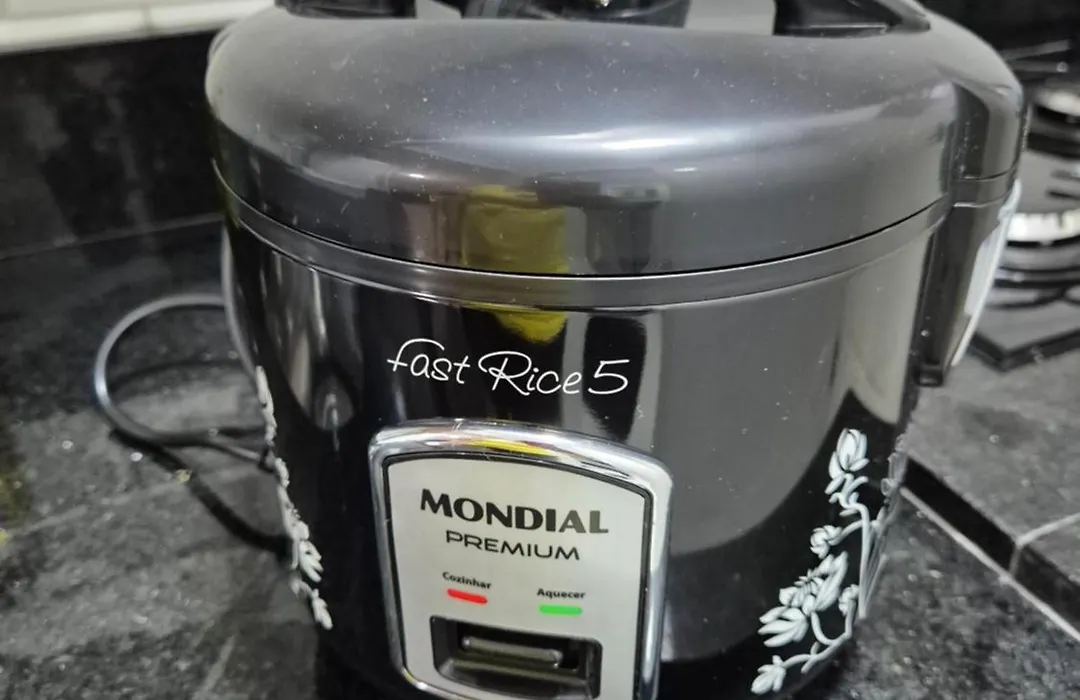 fast Rice 5
MONDIAL
PREMIUM
Cozinhar
Aquecer